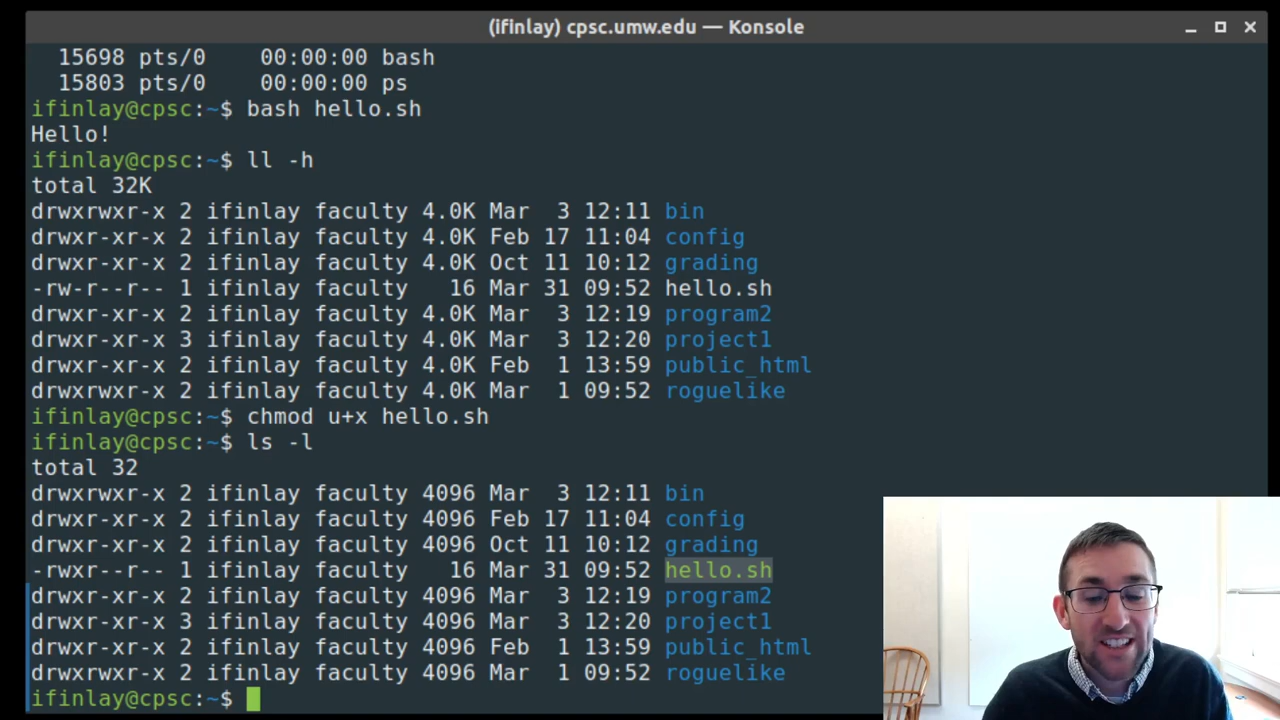 (ifinlay) cpsc.umw.edu — Konsole
15698 pts/0    00:00:00 bash
15803 pts/0    00:00:00 ps
ifinlay@cpsc:~$ bash hello.sh
Hello!
ifinlay@cpsc:~$ ll -h
total 32K
drwxrwxr-x 2 ifinlay faculty 4.0K Mar  3 12:11 bin
drwxr-xr-x 2 ifinlay faculty 4.0K Feb 17 11:04 config
drwxr-xr-x 2 ifinlay faculty 4.0K Oct 11 10:12 grading
-rw-r--r-- 1 ifinlay faculty   16 Mar 31 09:52 hello.sh
drwxr-xr-x 2 ifinlay faculty 4.0K Mar  3 12:19 program2
drwxr-xr-x 3 ifinlay faculty 4.0K Mar  3 12:20 project1
drwxr-xr-x 2 ifinlay faculty 4.0K Feb  1 13:59 public_html
drwxrwxr-x 2 ifinlay faculty 4.0K Mar  1 09:52 roguelike
ifinlay@cpsc:~$ chmod u+x hello.sh
ifinlay@cpsc:~$ ls -l
total 32
drwxrwxr-x 2 ifinlay faculty 4096 Mar  3 12:11 bin
drwxr-xr-x 2 ifinlay faculty 4096 Feb 17 11:04 config
drwxr-xr-x 2 ifinlay faculty 4096 Oct 11 10:12 grading
-rwxr--r-- 1 ifinlay faculty   16 Mar 31 09:52 hello.sh
drwxr-xr-x 2 ifinlay faculty 4096 Mar  3 12:19 program2
drwxr-xr-x 3 ifinlay faculty 4096 Mar  3 12:20 project1
drwxr-xr-x 2 ifinlay faculty 4096 Feb  1 13:59 public_html
drwxrwxr-x 2 ifinlay faculty 4096 Mar  1 09:52 roguelike
ifinlay@cpsc:~$